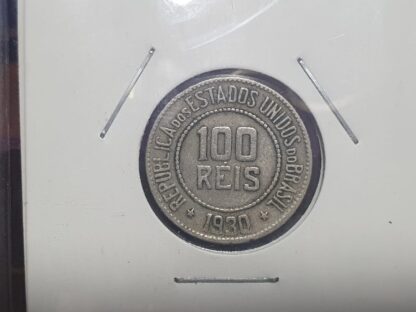 REPUBLICA DOS ESTADOS UNIDOS DO BRASIL
100
REIS
1930